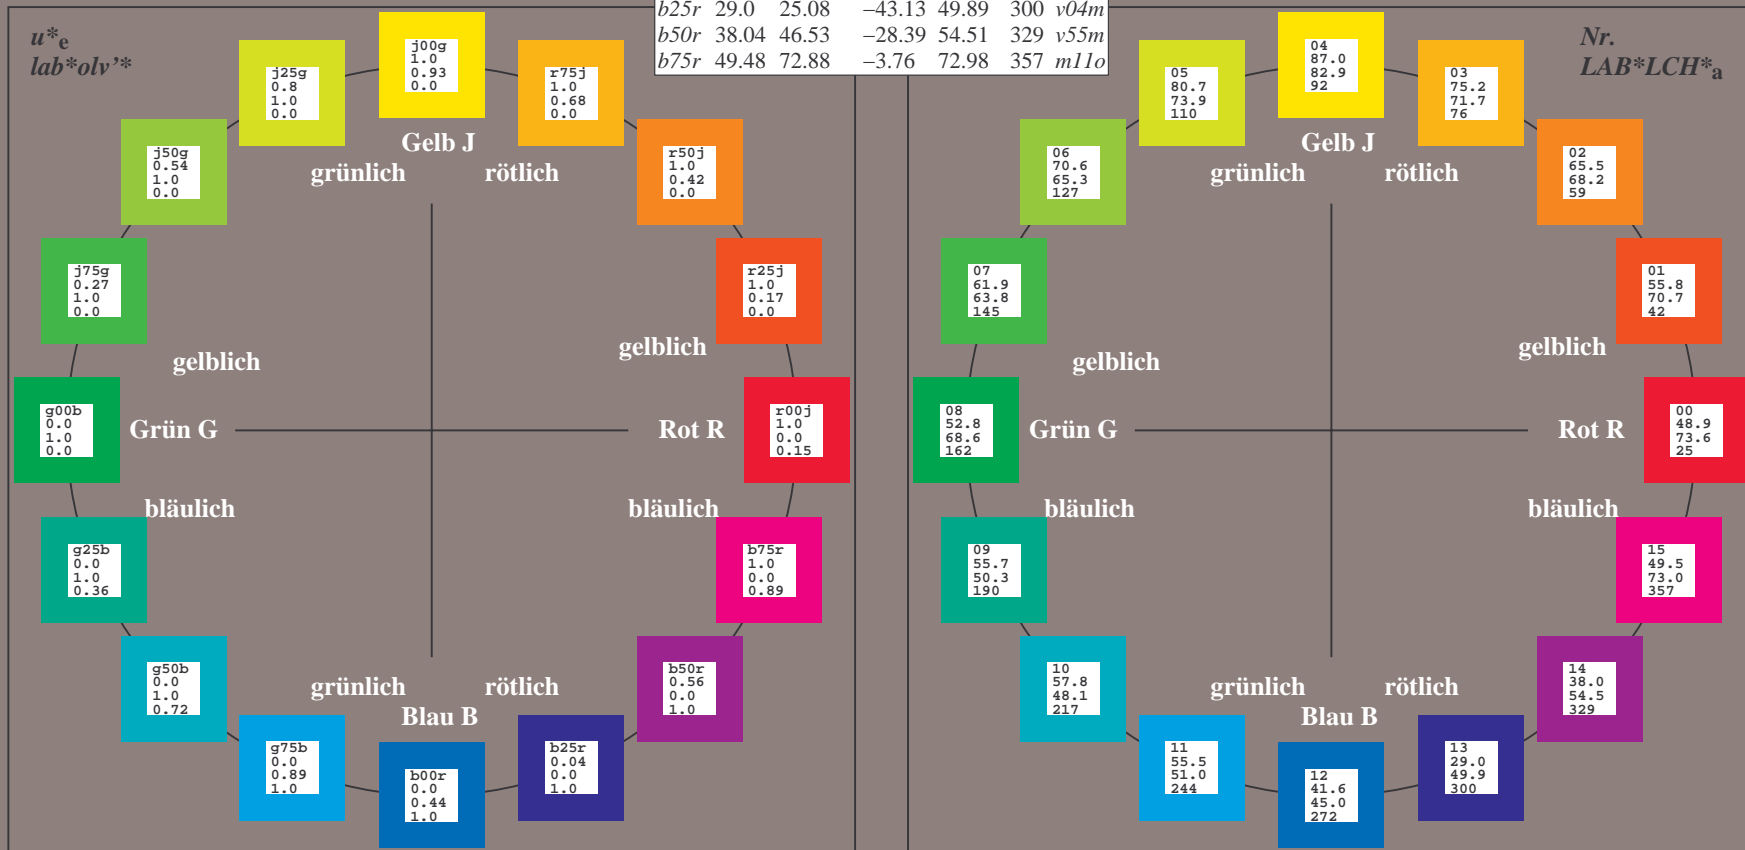 b25r 29.0 25.08 −43.13 49.89 300 v04m
b50r 38.04 46.53 −28.39 54.51 329 v55m
b75r 49.48 72.88 −3.76 72.98 357 m11o
u*e
lab*olv'*
j00g
1.0
0.93
0.0
j25g
0.8
1.0
0.0
r75j
1.0
0.68
0.0
Gelb J
grünlich rötlich
j50g
0.54
1.0
0.0
r50j
1.0
0.42
0.0
j75g
0.27
1.0
0.0
r25j
1.0
0.17
0.0
gelblich
gelblich
g00b
0.0
1.0
0.0
Grün G
Rot R
r00j
1.0
0.0
0.15
bläulich
bläulich
g25b
0.0
1.0
0.36
b75r
1.0
0.0
0.89
g50b
0.0
1.0
0.72
b50r
0.56
0.0
1.0
grünlich rötlich
Blau B
g75b
0.0
0.89
1.0
b00r
0.0
0.44
1.0
b25r
0.04
0.0
1.0
Nr.
LAB*LCH*a
04
87.0
82.9
92
05
80.7
73.9
110
03
75.2
71.7
76
Gelb J
grünlich rötlich
06
70.6
65.3
127
02
65.5
68.2
59
07
61.9
63.8
145
01
55.8
70.7
42
gelblich
gelblich
08
52.8
68.6
162
Grün G
Rot R
00
48.9
73.6
25
bläulich
bläulich
09
55.7
50.3
190
15
49.5
73.0
357
10
57.8
48.1
217
14
38.0
54.5
329
grünlich rötlich
Blau B
11
55.5
51.0
244
12
41.6
45.0
272
13
29.0
49.9
300